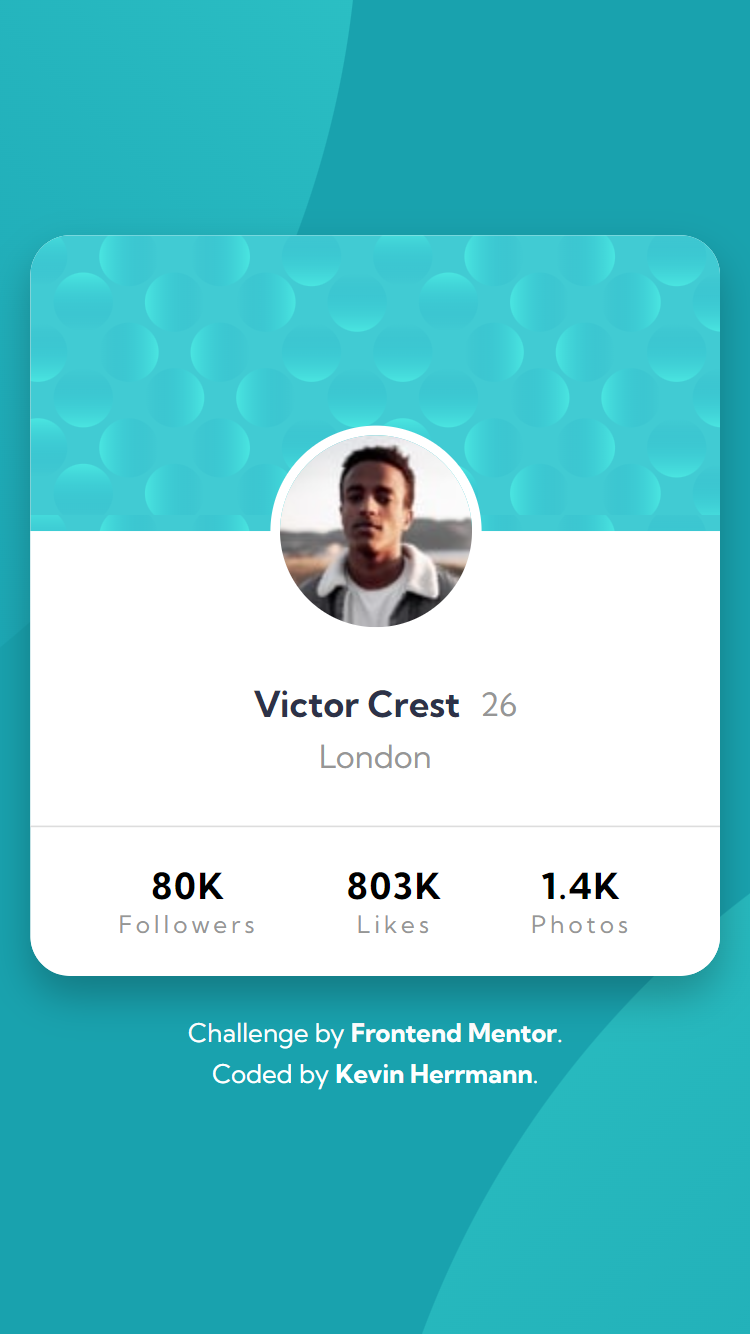 Victor Crest 26
London
80K 803K 1.4K
Followers Likes Photos
Challenge by Frontend Mentor.
Coded by Kevin Herrmann.